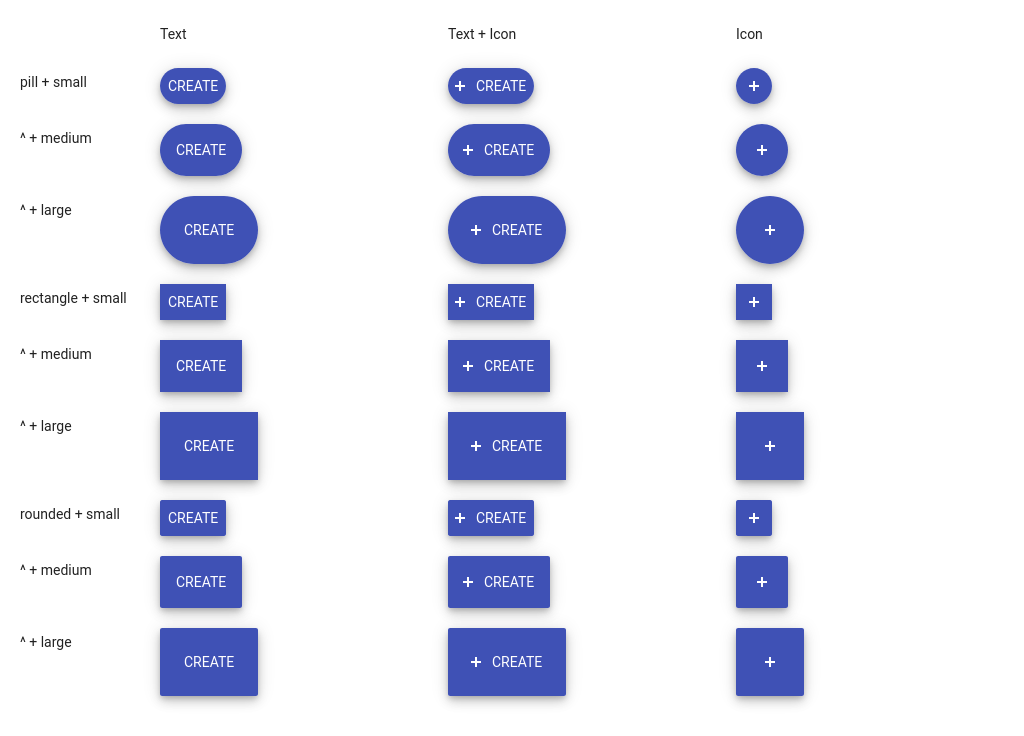 Text Text + Icon Icon
pill + small CREATE + CREATE +
^ + medium CREATE + CREATE +
^ + large CREATE + CREATE +
rectangle + small CREATE + CREATE +
^ + medium CREATE + CREATE +
^ + large CREATE + CREATE +
rounded + small CREATE + CREATE +
^ + medium CREATE + CREATE +
^ + large CREATE + CREATE +